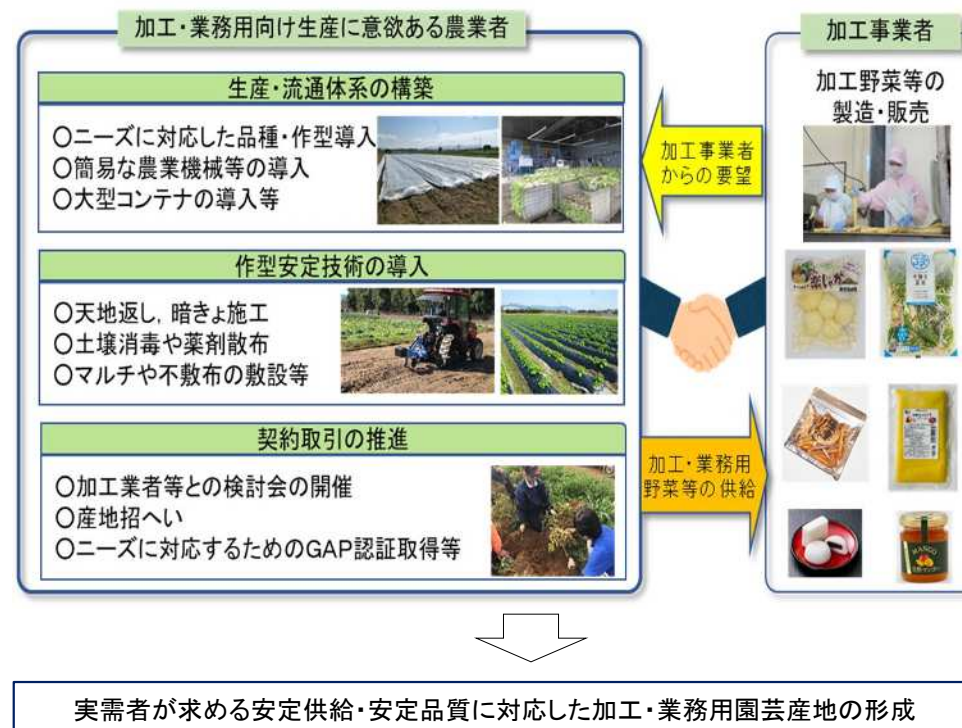 加工・業務用向け生産に意欲ある農業者
生産・流通体系の構築
〇ニーズに対応した品種・作型導入
〇簡易な農業機械等の導入
〇大型コンテナの導入等
作型安定技術の導入
〇天地返し，暗きょ施工
〇土壌消毒や薬剤散布
〇マルチや不敷布の敷設等
契約取引の推進
〇加工業者等との検討会の開催
〇産地招へい
〇ニーズに対応するためのGAP認証取得等
加工事業者
からの要望
加工・業務用
野菜等の供給
加工事業者
加工野菜等の
製造・販売
MANGO
実需者が求める安定供給・安定品質に対応した加工・業務用園芸産地の形成